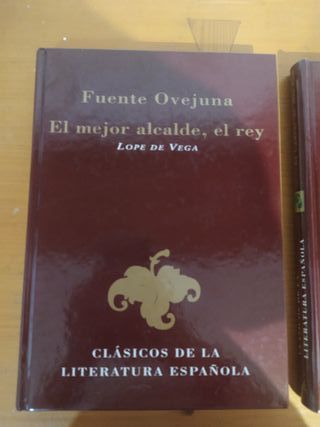 Fuente Ovejuna
El mejor alcalde, el rey
LOPE DE VEGA
CLÁSICOS DE LA
LITERATURA ESPAÑOLA
LITERATURA ESPAÑOLA